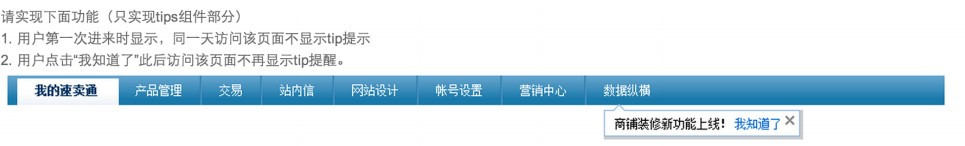 请实现下面功能（只实现tips组件部分）
1. 用户第一次进来时显示，同一天访问该页面不显示tip提示
2. 用户点击“我知道了”此后访问该页面不再显示tip提醒。
我的速卖通 产品管理 交易 站内信 网站设计 帐号设置 营销中心 数据纵横
商铺装修新功能上线！ 我知道了